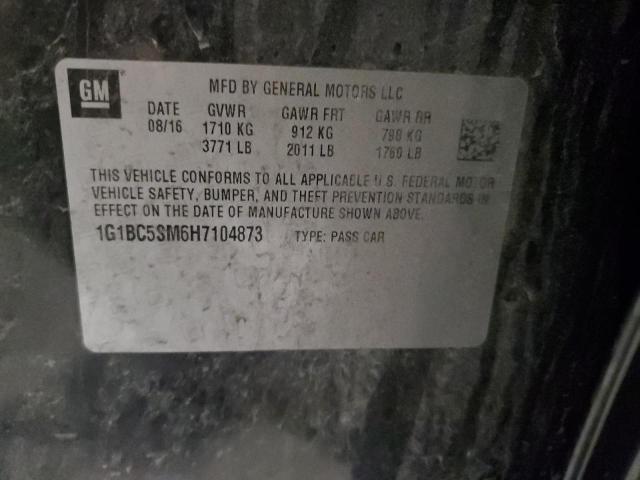 GM
MFD BY GENERAL MOTORS LLC
DATE GVWR GAWR FRT GAWR RR
08/16 1710 KG 912 KG 798 KG
3771 LB 2011 LB 1760 LB
THIS VEHICLE CONFORMS TO ALL APPLICABLE U.S. FEDERAL MOTOR
VEHICLE SAFETY, BUMPER, AND THEFT PREVENTION STANDARDS IN
EFFECT ON THE DATE OF MANUFACTURE SHOWN ABOVE.
1G1BC5SM6H7104873 TYPE: PASS CAR